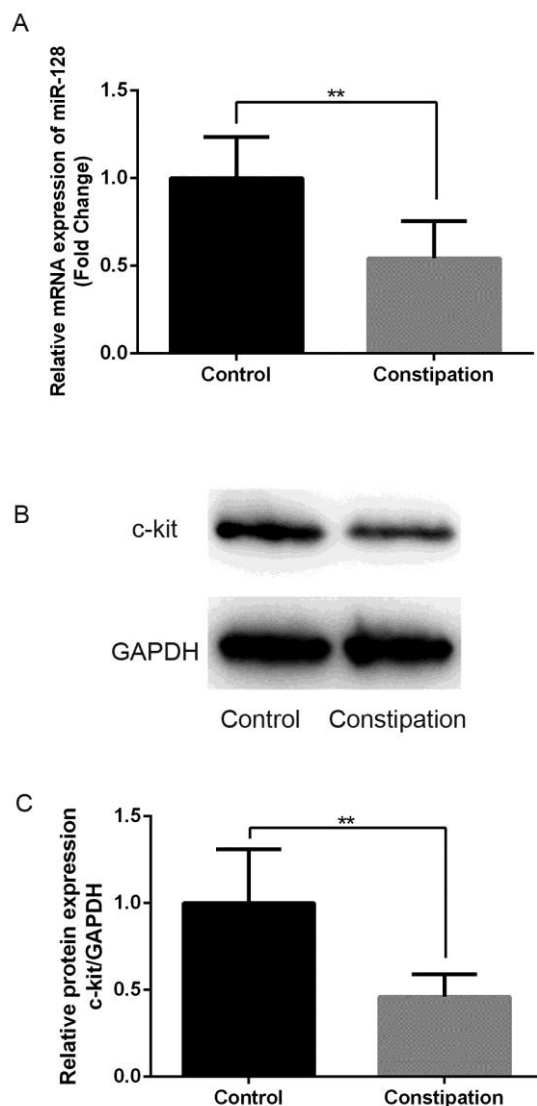 A
Relative mRNA expression of miR-128
(Fold Change)
1.5
1.0
0.5
0.0
**
Control Constipation
B
c-kit
GAPDH
Control Constipation
C
Relative protein expression
c-kit/GAPDH
1.5
1.0
0.5
0.0
**
Control Constipation